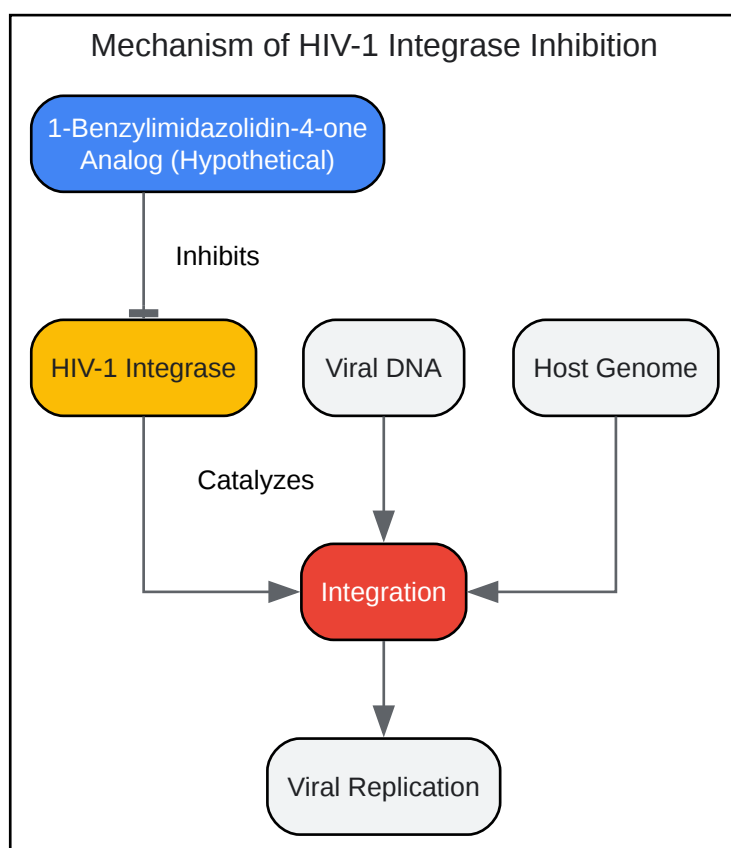 Mechanism of HIV-1 Integrase Inhibition
1-Benzylimidazolidin-4-one
Analog (Hypothetical)
Inhibits
HIV-1 Integrase
Viral DNA
Host Genome
Catalyzes
Integration
Viral Replication